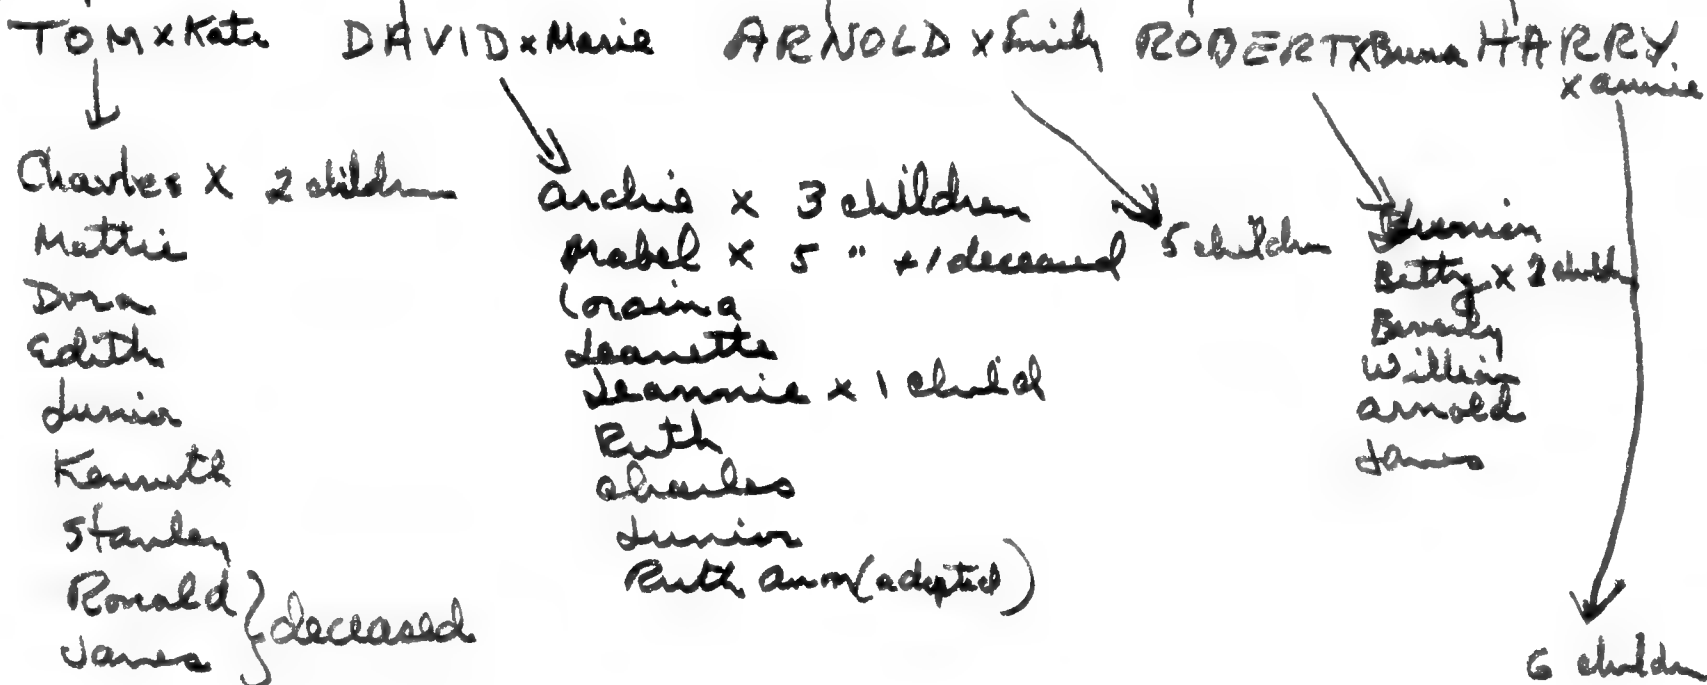 TOM x Kate DAVID x Marie ARNOLD x Emily ROBERT x Buna HARRY
x annie
Charles x 2 children
Mattie
Dora
Edith
Junior
Kenneth
Stanley
Ronald
James
} deceased
Archie x 3 children
Mabel x 5 " + 1 deceased
Loraina
Jeanette
Jeannie x 1 child
Ruth
Charles
Junior
Ruth Ann (adopted)
5 children
Betty x 2 children
Beverly
William
Arnold
James
6 children